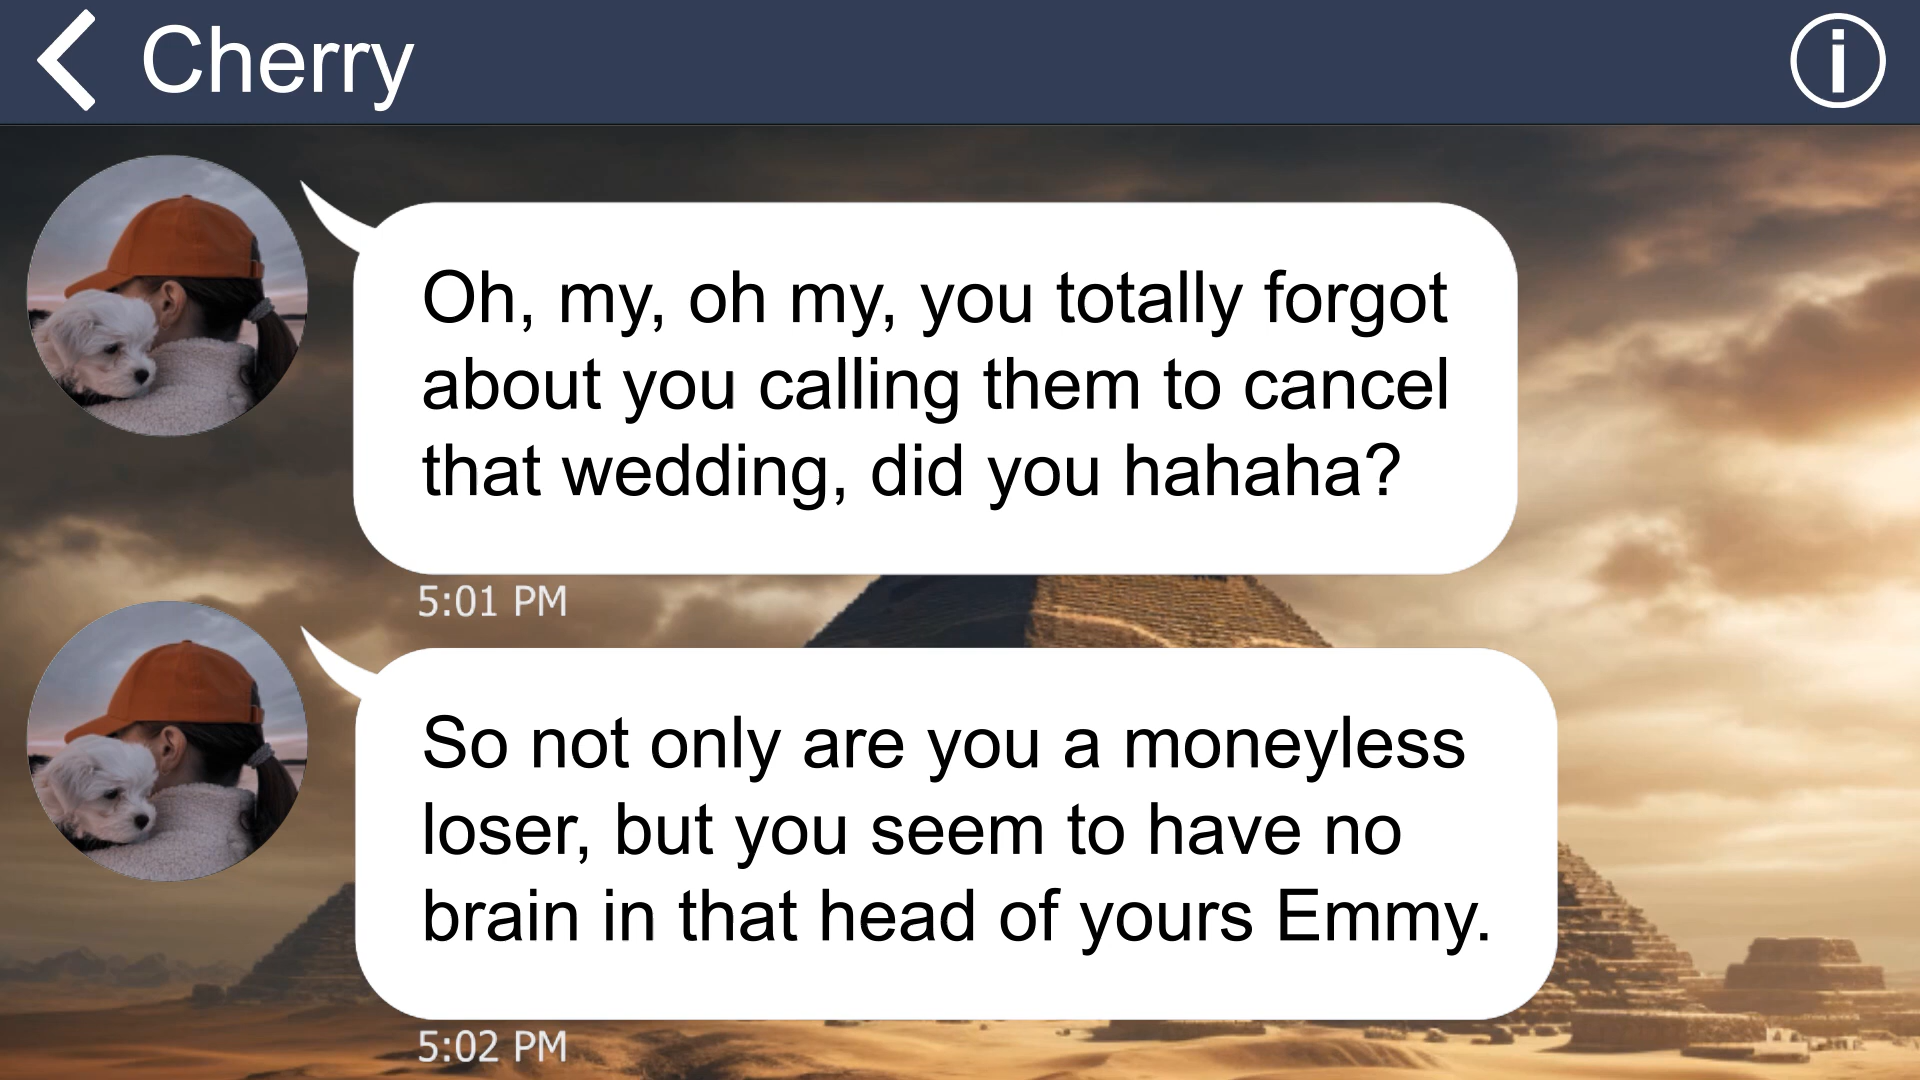 Cherry
Oh, my, oh my, you totally forgot
about you calling them to cancel
that wedding, did you hahaha?
5:01 PM
So not only are you a moneyless
loser, but you seem to have no
brain in that head of yours Emmy.
5:02 PM